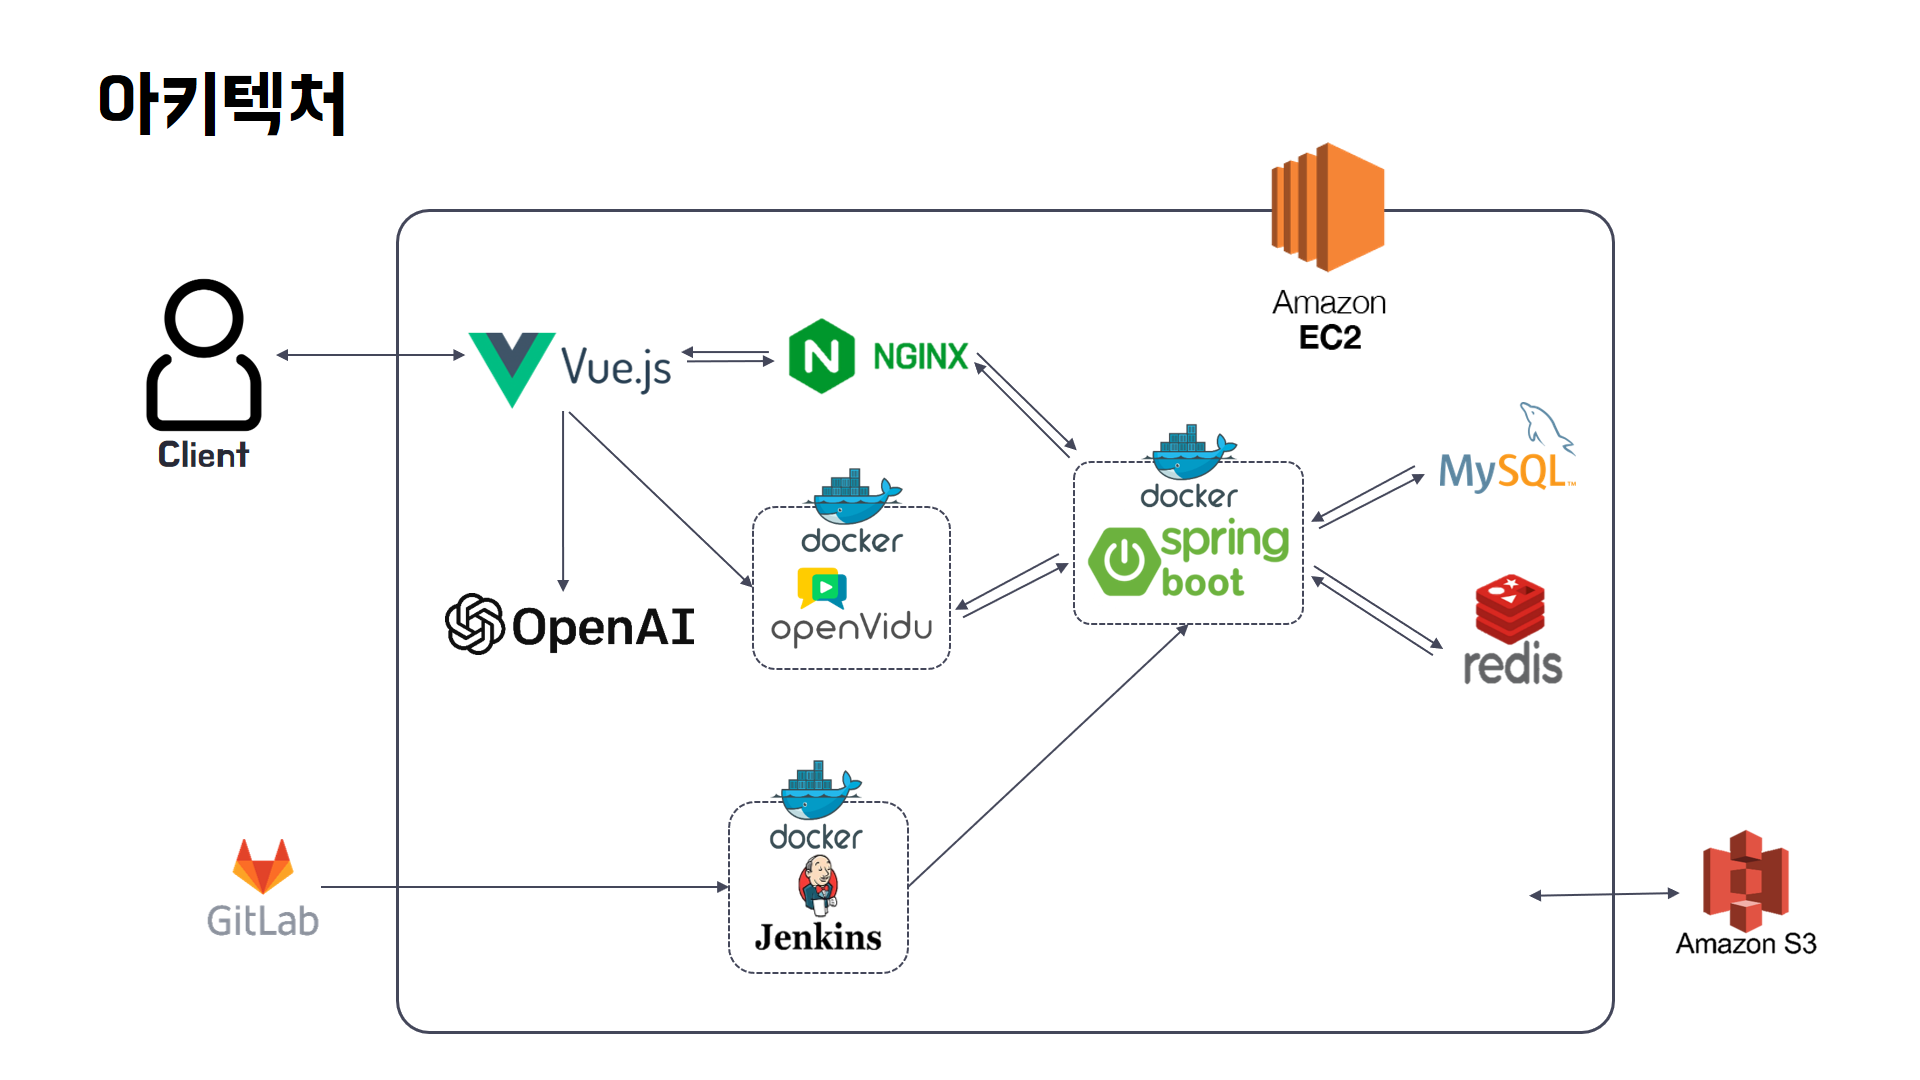 아키텍처
Amazon
EC2
Client
Vue.js
NGINX
MySQL™
docker
spring
boot
docker
openVidu
OpenAI
redis
docker
Jenkins
GitLab
Amazon S3